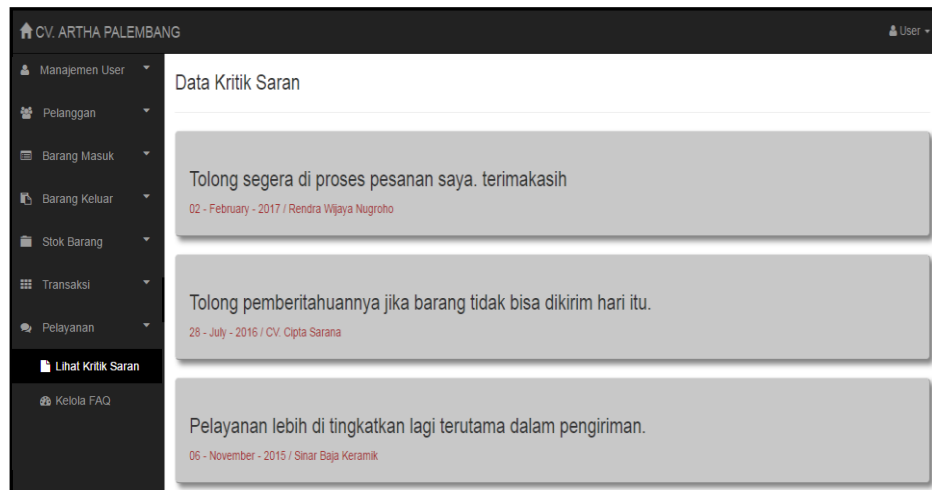 CV. ARTHA PALEMBANG
User
Manajemen User
Pelanggan
Barang Masuk
Barang Keluar
Stok Barang
Transaksi
Pelayanan
Lihat Kritik Saran
Kelola FAQ
Data Kritik Saran
Tolong segera di proses pesanan saya. terimakasih
02 - February - 2017 / Rendra Wijaya Nugroho
Tolong pemberitahuannya jika barang tidak bisa dikirim hari itu.
28 - July - 2016 / CV. Cipta Sarana
Pelayanan lebih di tingkatkan lagi terutama dalam pengiriman.
06 - November - 2015 / Sinar Baja Keramik